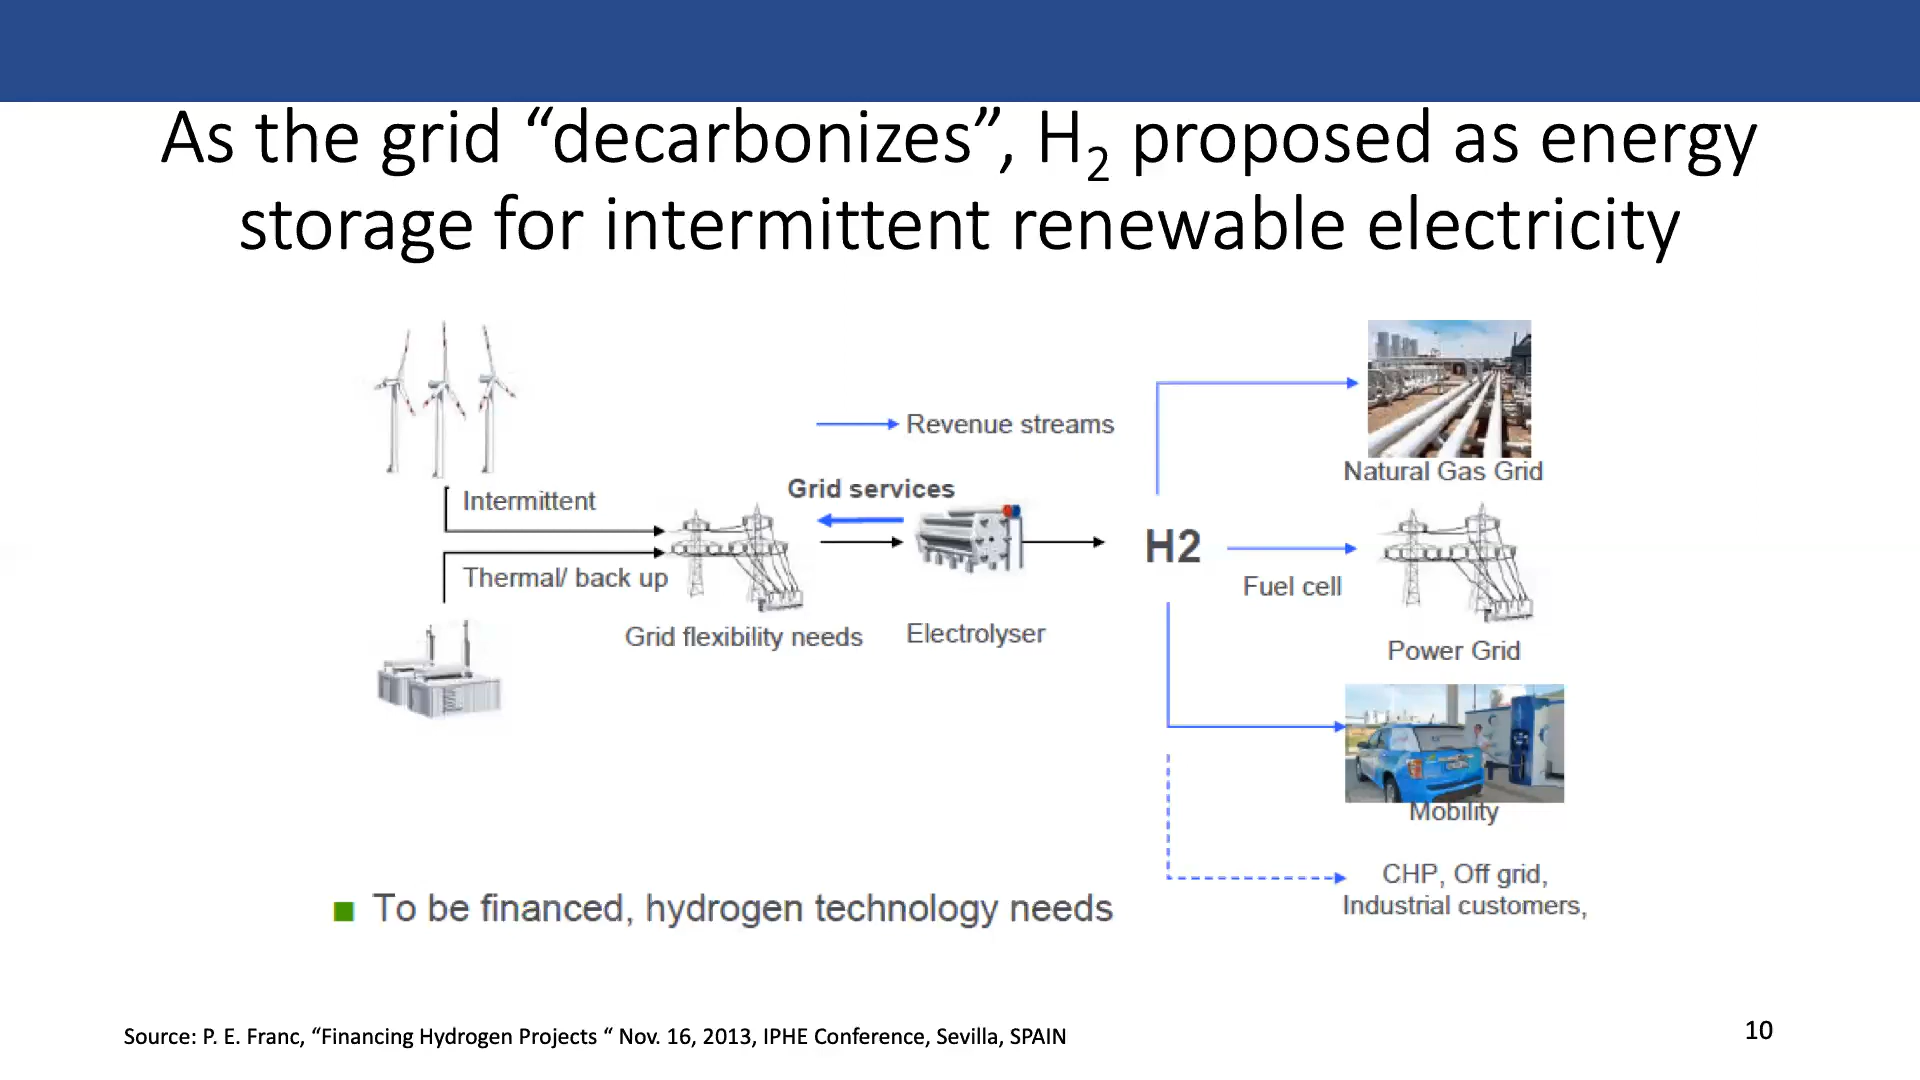 As the grid “decarbonizes”, H2 proposed as energy
storage for intermittent renewable electricity
Revenue streams
Natural Gas Grid
Grid services
Intermittent
H2
Thermal/ back up
Fuel cell
Grid flexibility needs
Electrolyser
Power Grid
Mobility
CHP, Off grid,
Industrial customers,
To be financed, hydrogen technology needs
Source: P. E. Franc, “Financing Hydrogen Projects “ Nov. 16, 2013, IPHE Conference, Sevilla, SPAIN
10